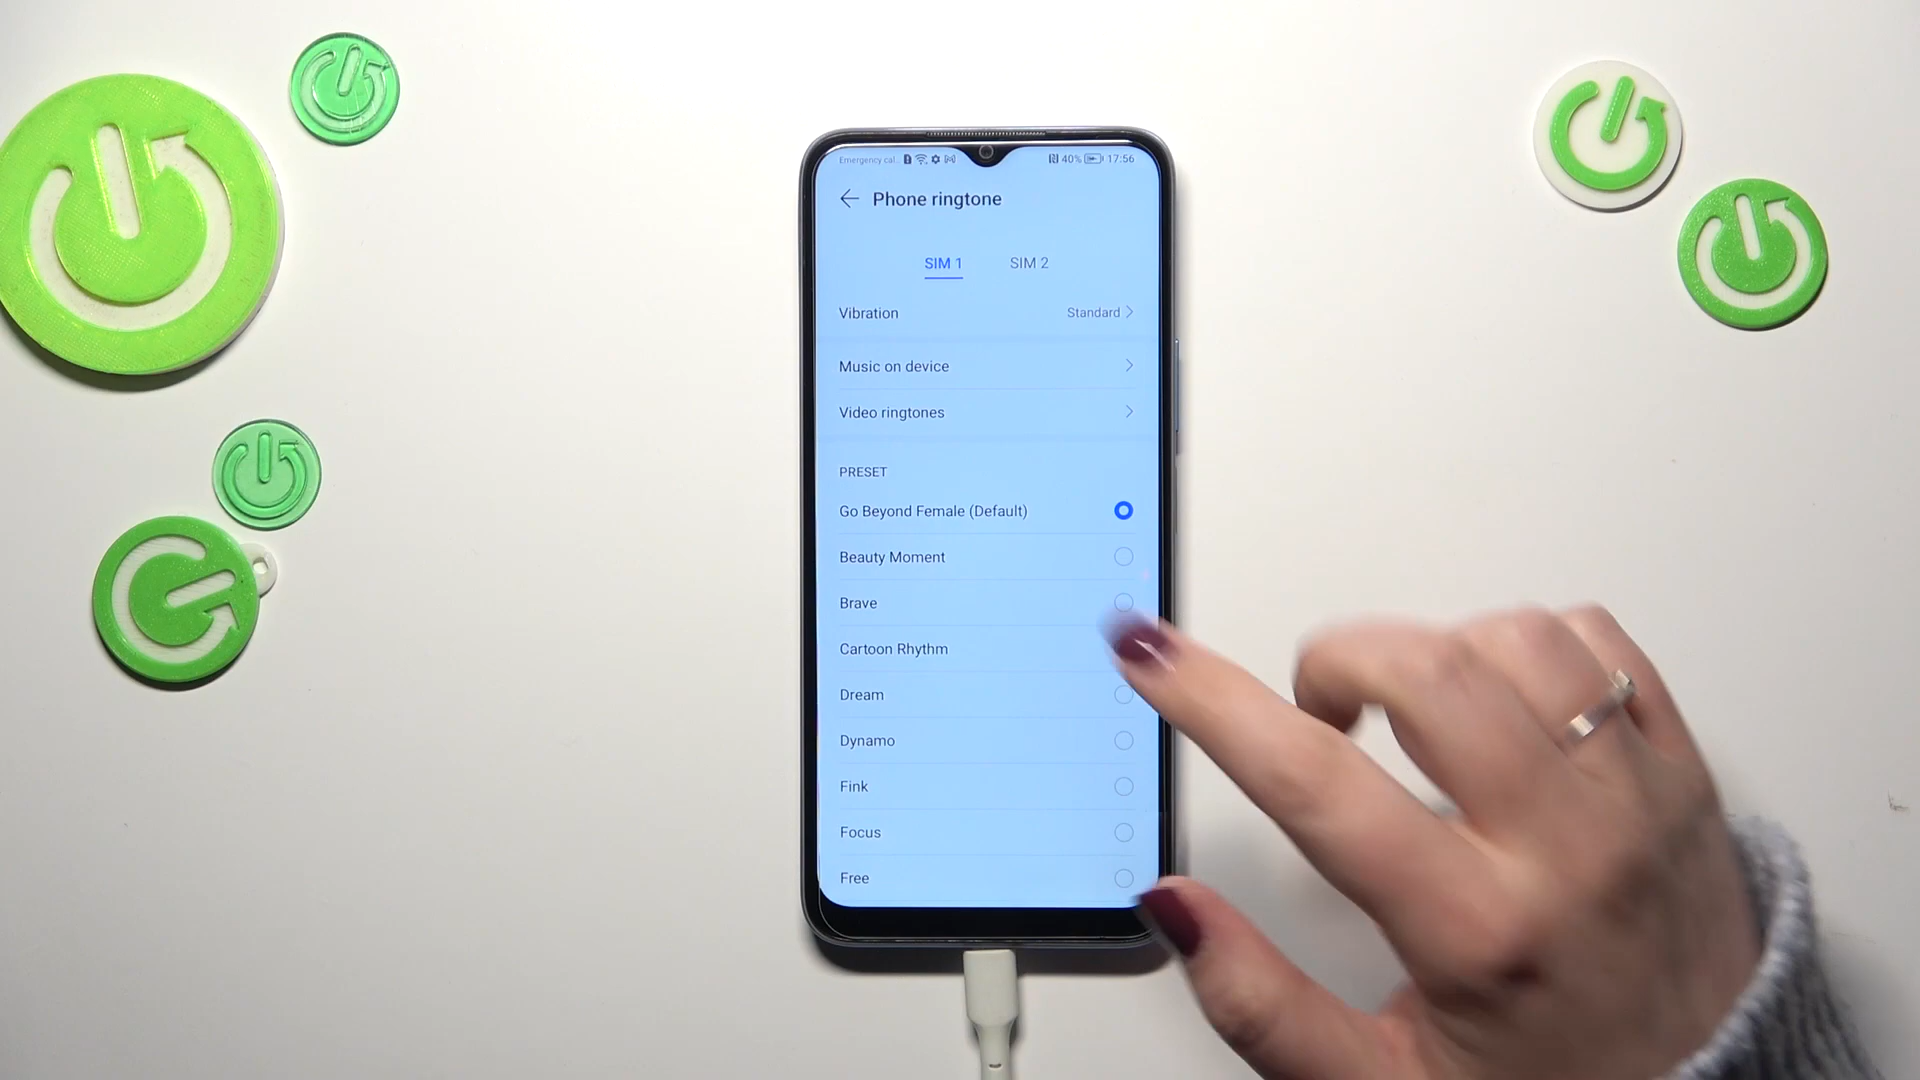 Emergency cal... 40% 17:56
Phone ringtone
SIM 1 SIM 2
Vibration Standard
Music on device
Video ringtones
PRESET
Go Beyond Female (Default)
Beauty Moment
Brave
Cartoon Rhythm
Dream
Dynamo
Fink
Focus
Free